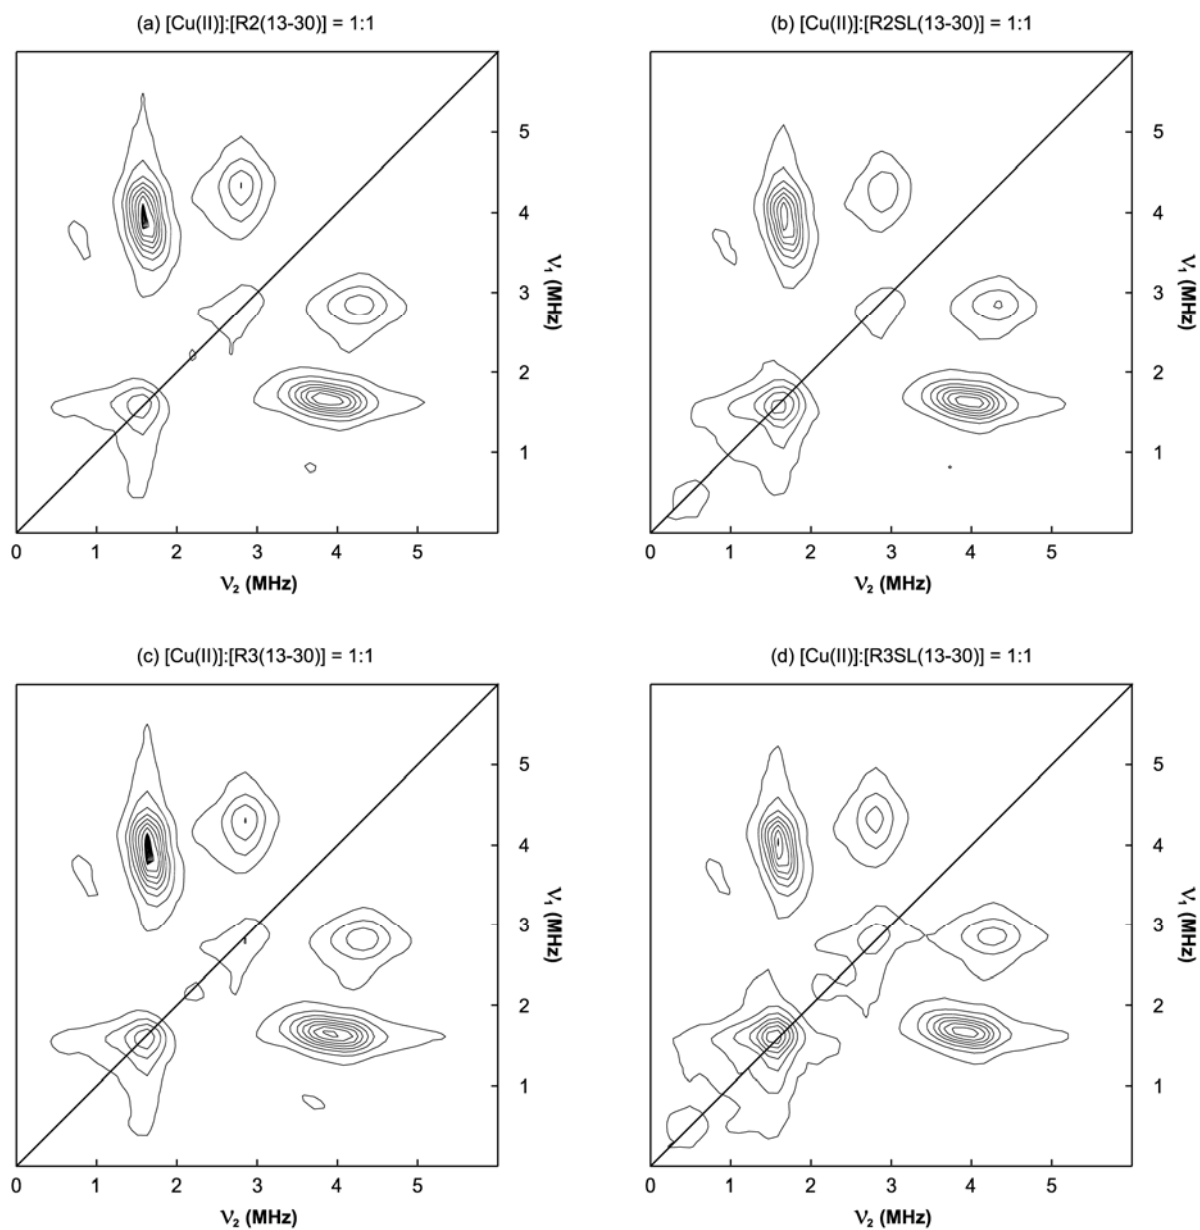 (a) [Cu(II)]:[R2(13-30)] = 1:1
5
4
3
2
1
ν₁ (MHz)
0 1 2 3 4 5
ν₂ (MHz)
(b) [Cu(II)]:[R2SL(13-30)] = 1:1
5
4
3
2
1
ν₁ (MHz)
0 1 2 3 4 5
ν₂ (MHz)
(c) [Cu(II)]:[R3(13-30)] = 1:1
5
4
3
2
1
ν₁ (MHz)
0 1 2 3 4 5
ν₂ (MHz)
(d) [Cu(II)]:[R3SL(13-30)] = 1:1
5
4
3
2
1
ν₁ (MHz)
0 1 2 3 4 5
ν₂ (MHz)